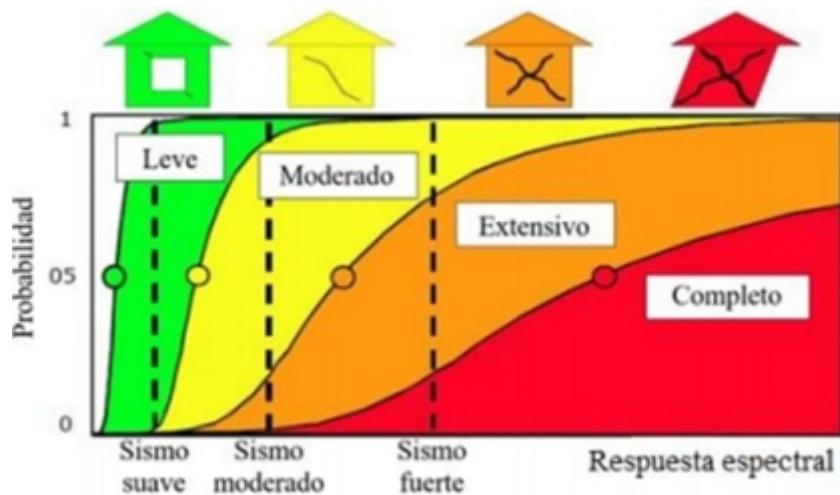 1
Leve
Moderado
Extensivo
Completo
Probabilidad
05
0
Sismo
suave
Sismo
moderado
Sismo
fuerte
Respuesta espectral